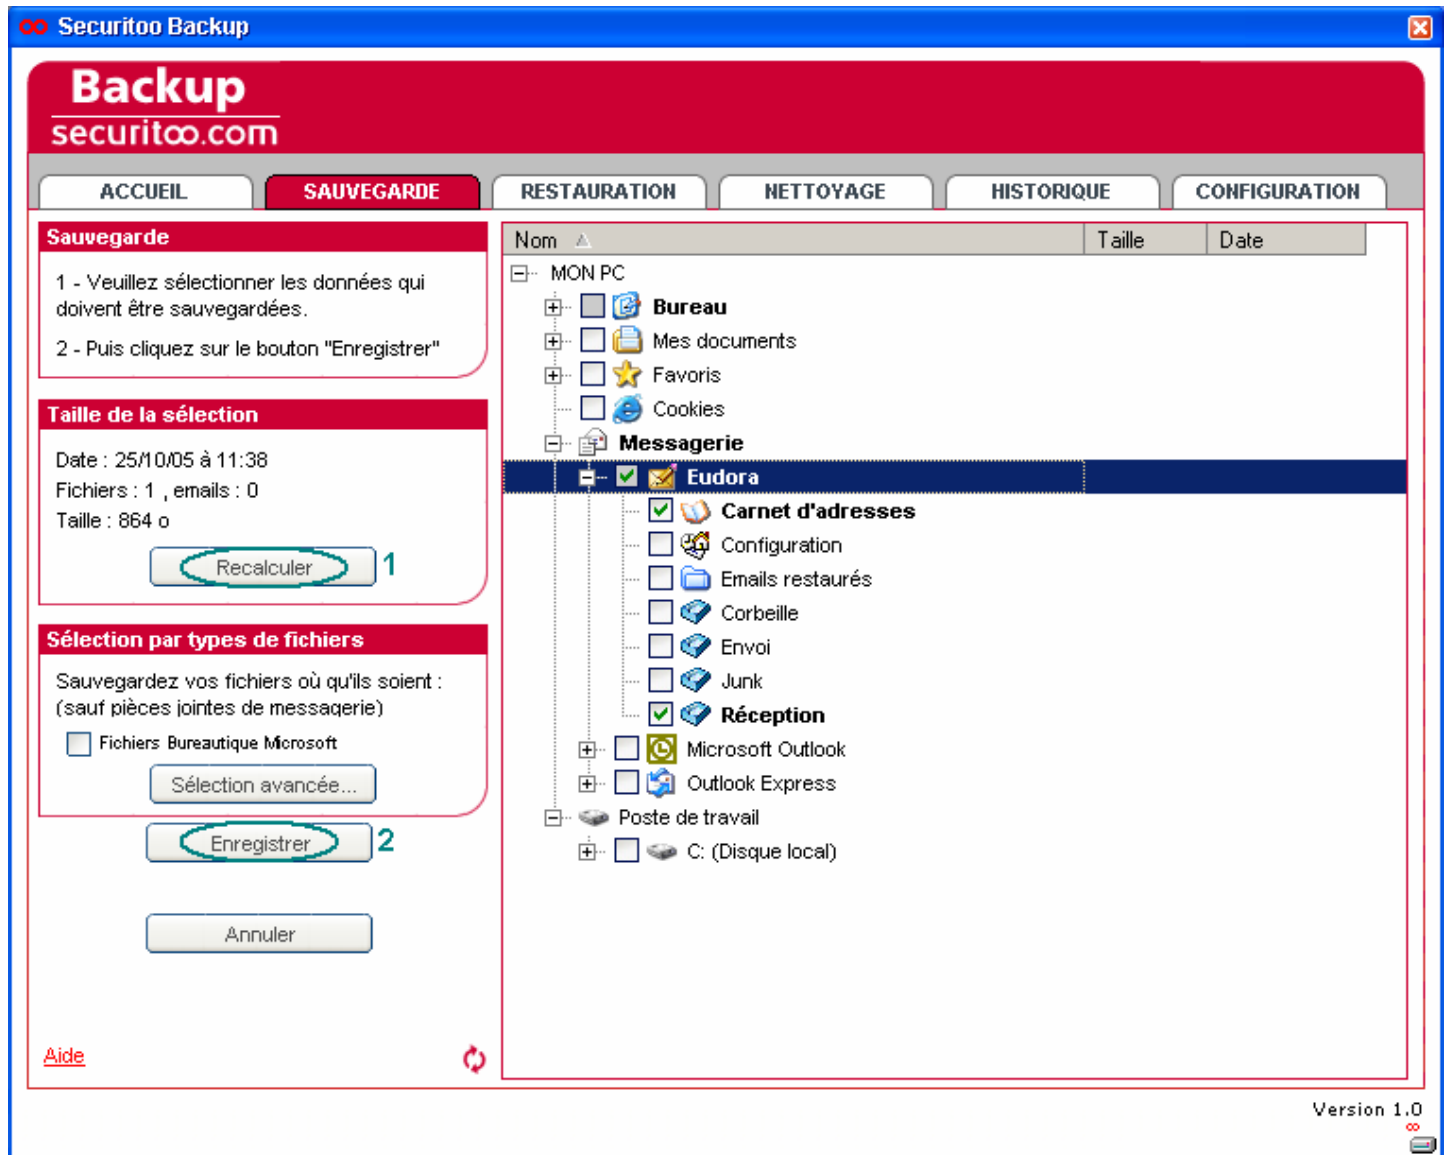 Securitoo Backup
Backup
securitoo.com
ACCUEIL
SAUVEGARDE
RESTAURATION
NETTOYAGE
HISTORIQUE
CONFIGURATION
Sauvegarde
1 - Veuillez sélectionner les données qui
doivent être sauvegardées.
2 - Puis cliquez sur le bouton "Enregistrer"
Taille de la sélection
Date : 25/10/05 à 11:38
Fichiers : 1 , emails : 0
Taille : 864 o
Recalculer 1
Sélection par types de fichiers
Sauvegardez vos fichiers où qu'ils soient :
(sauf pièces jointes de messagerie)
Fichiers Bureautique Microsoft
Sélection avancée...
Enregistrer 2
Annuler
Aide
Nom Taille Date
MON PC
Bureau
Mes documents
Favoris
Cookies
Messagerie
Eudora
Carnet d'adresses
Configuration
Emails restaurés
Corbeille
Envoi
Junk
Réception
Microsoft Outlook
Outlook Express
Poste de travail
C: (Disque local)
Version 1.0